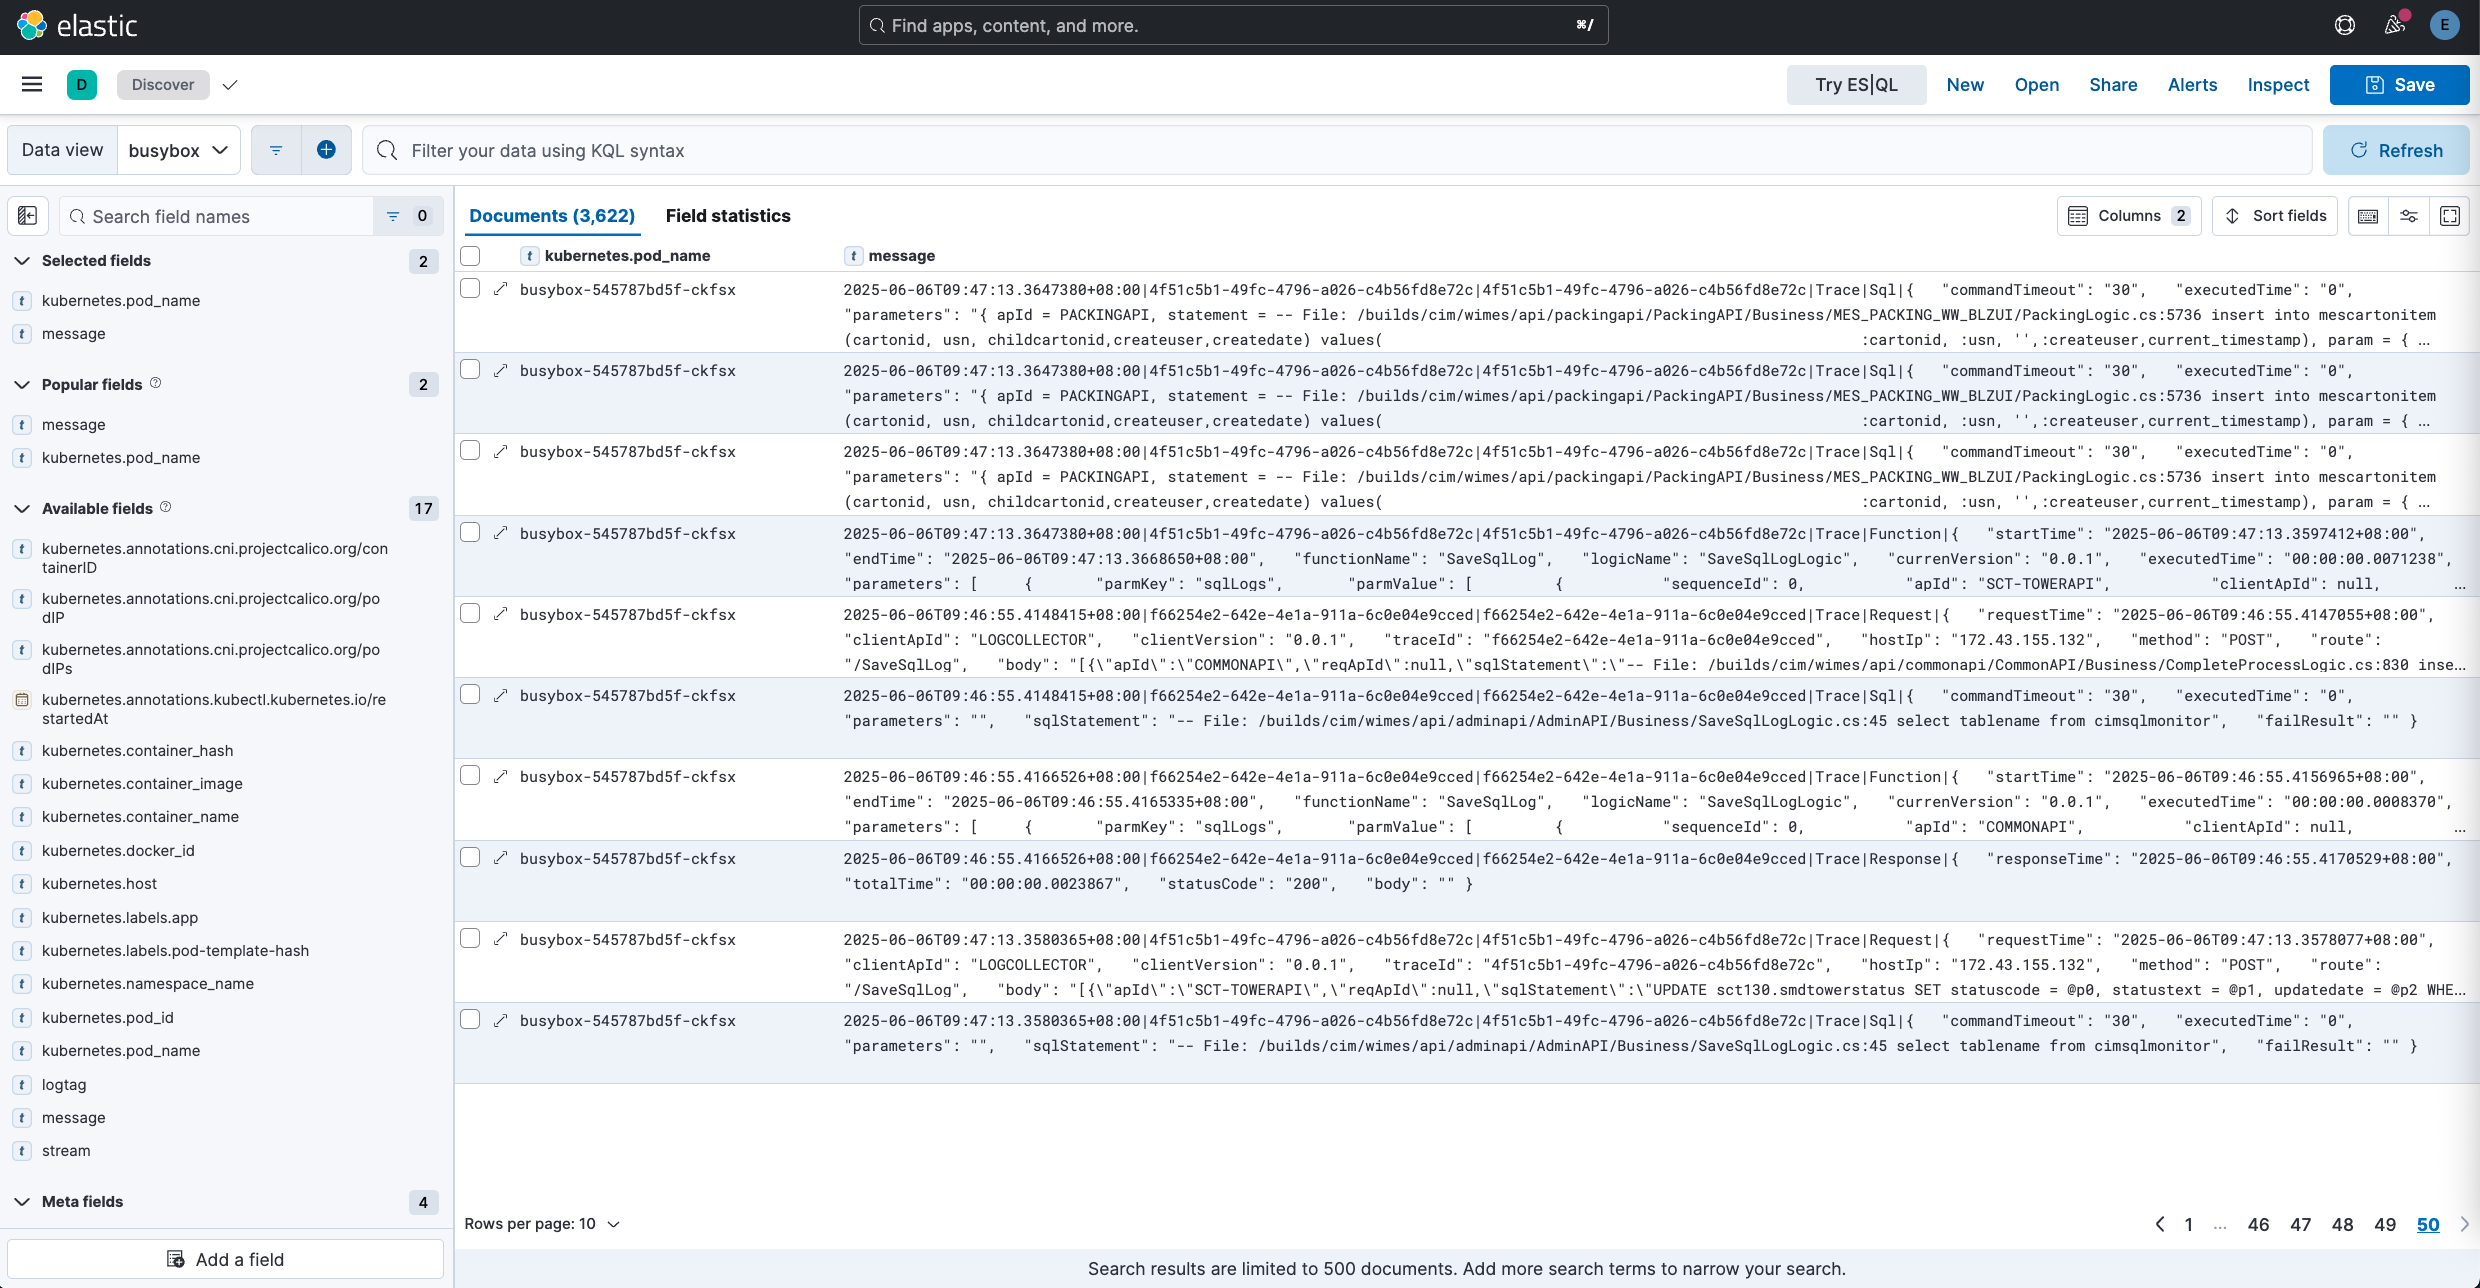 elastic
Find apps, content, and more.
⌘/
E
D
Discover
Try ES|QL
New
Open
Share
Alerts
Inspect
Save
Data view
busybox
Filter your data using KQL syntax
Refresh
Search field names
0
Selected fields
2
t kubernetes.pod_name
t message
Popular fields
2
t message
t kubernetes.pod_name
Available fields
17
t kubernetes.annotations.cni.projectcalico.org/con
tainerID
t kubernetes.annotations.cni.projectcalico.org/po
dIP
t kubernetes.annotations.cni.projectcalico.org/po
dIPs
kubernetes.annotations.kubectl.kubernetes.io/re
startedAt
t kubernetes.container_hash
t kubernetes.container_image
t kubernetes.container_name
t kubernetes.docker_id
t kubernetes.host
t kubernetes.labels.app
t kubernetes.labels.pod-template-hash
t kubernetes.namespace_name
t kubernetes.pod_id
t kubernetes.pod_name
t logtag
t message
t stream
Meta fields
4
Add a field
Documents (3,622)
Field statistics
Columns 2
Sort fields
t kubernetes.pod_name
t message
busybox-545787bd5f-ckfsx
2025-06-06T09:47:13.3647380+08:00|4f51c5b1-49fc-4796-a026-c4b56fd8e72c|4f51c5b1-49fc-4796-a026-c4b56fd8e72c|Trace|Sql|{ "commandTimeout": "30", "executedTime": "0",
"parameters": "{ apId = PACKINGAPI, statement = -- File: /builds/cim/wimes/api/packingapi/PackingAPI/Business/MES_PACKING_WW_BLZUI/PackingLogic.cs:5736 insert into mescartonitem
(cartonid, usn, childcartonid,createuser,createdate) values( :cartonid, :usn, '',:createuser,current_timestamp), param = { ...
busybox-545787bd5f-ckfsx
2025-06-06T09:47:13.3647380+08:00|4f51c5b1-49fc-4796-a026-c4b56fd8e72c|4f51c5b1-49fc-4796-a026-c4b56fd8e72c|Trace|Sql|{ "commandTimeout": "30", "executedTime": "0",
"parameters": "{ apId = PACKINGAPI, statement = -- File: /builds/cim/wimes/api/packingapi/PackingAPI/Business/MES_PACKING_WW_BLZUI/PackingLogic.cs:5736 insert into mescartonitem
(cartonid, usn, childcartonid,createuser,createdate) values( :cartonid, :usn, '',:createuser,current_timestamp), param = { ...
busybox-545787bd5f-ckfsx
2025-06-06T09:47:13.3647380+08:00|4f51c5b1-49fc-4796-a026-c4b56fd8e72c|4f51c5b1-49fc-4796-a026-c4b56fd8e72c|Trace|Sql|{ "commandTimeout": "30", "executedTime": "0",
"parameters": "{ apId = PACKINGAPI, statement = -- File: /builds/cim/wimes/api/packingapi/PackingAPI/Business/MES_PACKING_WW_BLZUI/PackingLogic.cs:5736 insert into mescartonitem
(cartonid, usn, childcartonid,createuser,createdate) values( :cartonid, :usn, '',:createuser,current_timestamp), param = { ...
busybox-545787bd5f-ckfsx
2025-06-06T09:47:13.3647380+08:00|4f51c5b1-49fc-4796-a026-c4b56fd8e72c|4f51c5b1-49fc-4796-a026-c4b56fd8e72c|Trace|Function|{ "startTime": "2025-06-06T09:47:13.3597412+08:00",
"endTime": "2025-06-06T09:47:13.3668650+08:00", "functionName": "SaveSqlLog", "logicName": "SaveSqlLogLogic", "currenVersion": "0.0.1", "executedTime": "00:00:00.0071238",
"parameters": [ { "parmKey": "sqlLogs", "parmValue": [ { "sequenceId": 0, "apId": "SCT-TOWERAPI", "clientApId": null, ...
busybox-545787bd5f-ckfsx
2025-06-06T09:46:55.4148415+08:00|f66254e2-642e-4e1a-911a-6c0e04e9cced|f66254e2-642e-4e1a-911a-6c0e04e9cced|Trace|Request|{ "requestTime": "2025-06-06T09:46:55.4147055+08:00",
"clientApId": "LOGCOLLECTOR", "clientVersion": "0.0.1", "traceId": "f66254e2-642e-4e1a-911a-6c0e04e9cced", "hostIp": "172.43.155.132", "method": "POST", "route":
"/SaveSqlLog", "body": "[{\"apId\":\"COMMONAPI\",\"reqApId\":null,\"sqlStatement\":\"-- File: /builds/cim/wimes/api/commonapi/CommonAPI/Business/CompleteProcessLogic.cs:830 inse...
busybox-545787bd5f-ckfsx
2025-06-06T09:46:55.4148415+08:00|f66254e2-642e-4e1a-911a-6c0e04e9cced|f66254e2-642e-4e1a-911a-6c0e04e9cced|Trace|Sql|{ "commandTimeout": "30", "executedTime": "0",
"parameters": "", "sqlStatement": "-- File: /builds/cim/wimes/api/adminapi/AdminAPI/Business/SaveSqlLogLogic.cs:45 select tablename from cimsqlmonitor", "failResult": "" }
busybox-545787bd5f-ckfsx
2025-06-06T09:46:55.4166526+08:00|f66254e2-642e-4e1a-911a-6c0e04e9cced|f66254e2-642e-4e1a-911a-6c0e04e9cced|Trace|Function|{ "startTime": "2025-06-06T09:46:55.4156965+08:00",
"endTime": "2025-06-06T09:46:55.4165335+08:00", "functionName": "SaveSqlLog", "logicName": "SaveSqlLogLogic", "currenVersion": "0.0.1", "executedTime": "00:00:00.0008370",
"parameters": [ { "parmKey": "sqlLogs", "parmValue": [ { "sequenceId": 0, "apId": "COMMONAPI", "clientApId": null, ...
busybox-545787bd5f-ckfsx
2025-06-06T09:46:55.4166526+08:00|f66254e2-642e-4e1a-911a-6c0e04e9cced|f66254e2-642e-4e1a-911a-6c0e04e9cced|Trace|Response|{ "responseTime": "2025-06-06T09:46:55.4170529+08:00",
"totalTime": "00:00:00.0023867", "statusCode": "200", "body": "" }
busybox-545787bd5f-ckfsx
2025-06-06T09:47:13.3580365+08:00|4f51c5b1-49fc-4796-a026-c4b56fd8e72c|4f51c5b1-49fc-4796-a026-c4b56fd8e72c|Trace|Request|{ "requestTime": "2025-06-06T09:47:13.3578077+08:00",
"clientApId": "LOGCOLLECTOR", "clientVersion": "0.0.1", "traceId": "4f51c5b1-49fc-4796-a026-c4b56fd8e72c", "hostIp": "172.43.155.132", "method": "POST", "route":
"/SaveSqlLog", "body": "[{\"apId\":\"SCT-TOWERAPI\",\"reqApId\":null,\"sqlStatement\":\"UPDATE sct130.smdtowerstatus SET statuscode = @p0, statustext = @p1, updatedate = @p2 WHE...
busybox-545787bd5f-ckfsx
2025-06-06T09:47:13.3580365+08:00|4f51c5b1-49fc-4796-a026-c4b56fd8e72c|4f51c5b1-49fc-4796-a026-c4b56fd8e72c|Trace|Sql|{ "commandTimeout": "30", "executedTime": "0",
"parameters": "", "sqlStatement": "-- File: /builds/cim/wimes/api/adminapi/AdminAPI/Business/SaveSqlLogLogic.cs:45 select tablename from cimsqlmonitor", "failResult": "" }
Rows per page: 10
1 ... 46 47 48 49 50
Search results are limited to 500 documents. Add more search terms to narrow your search.